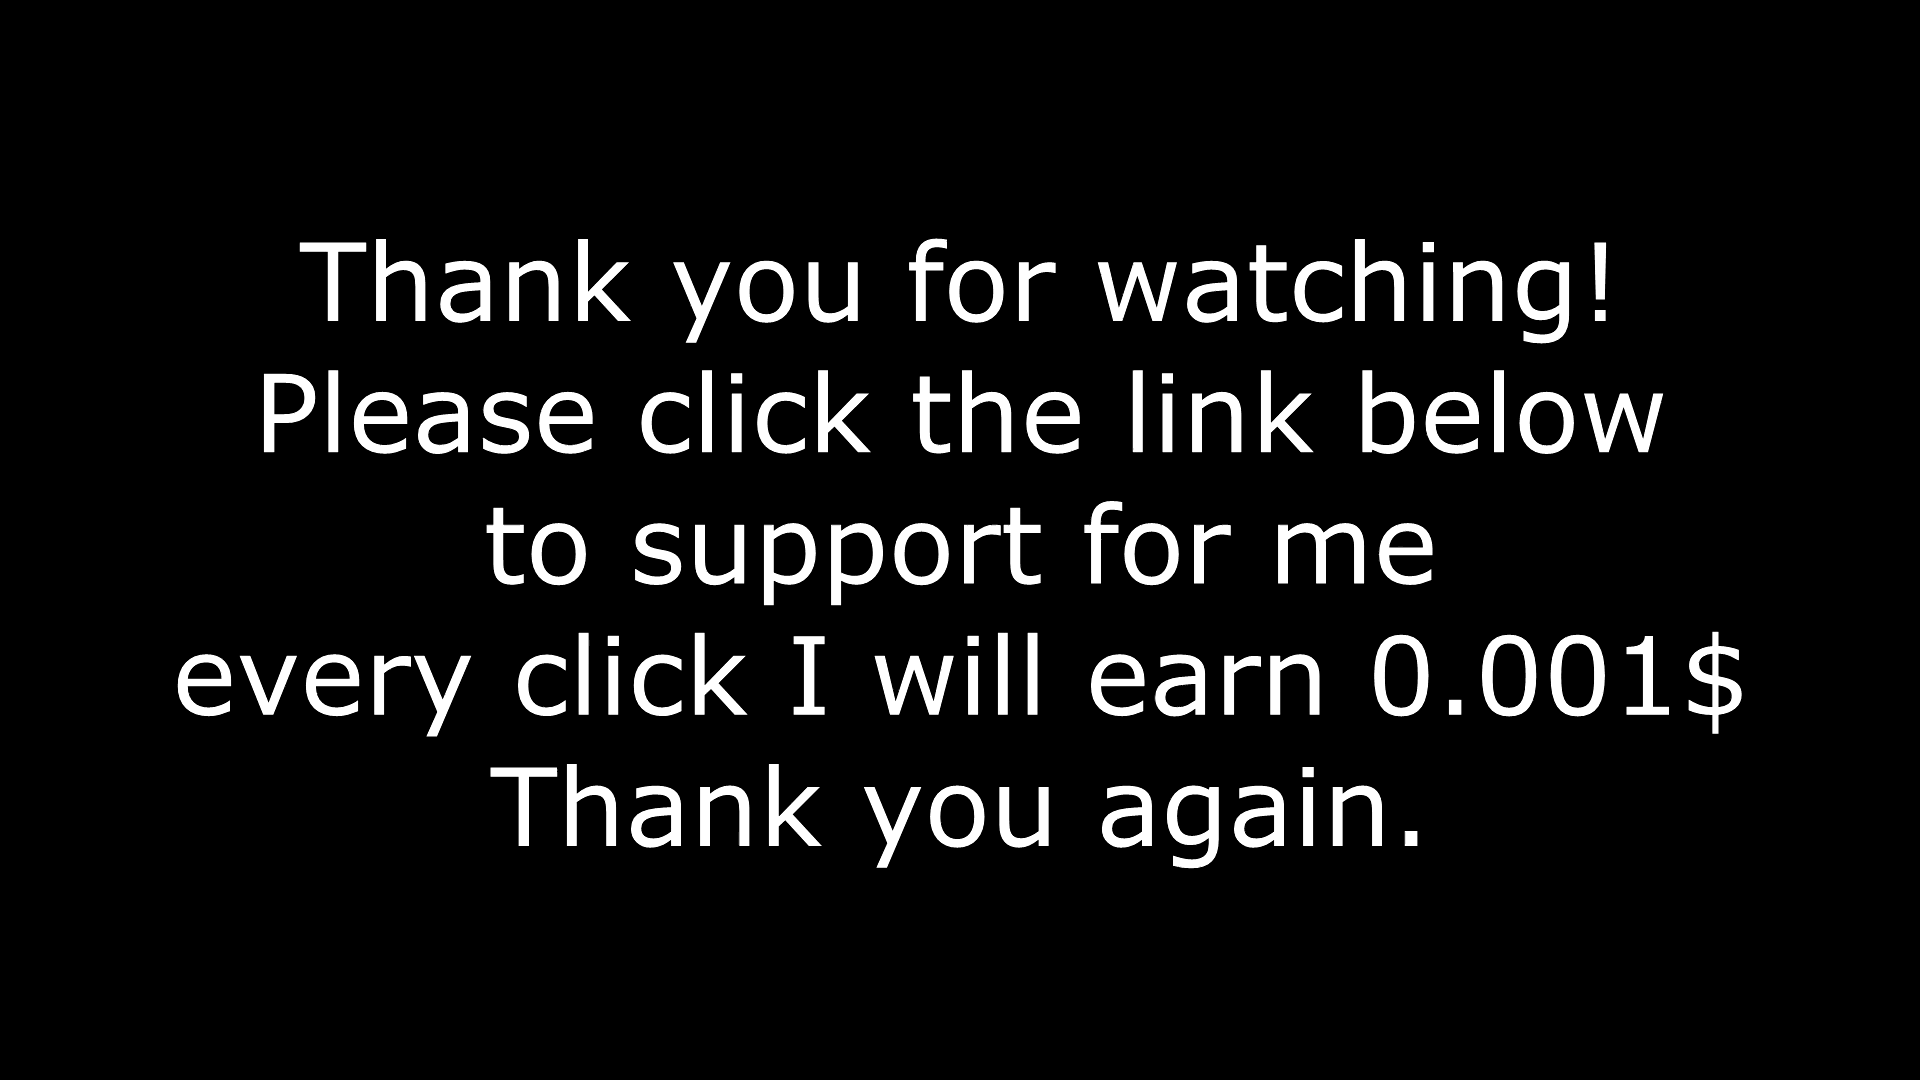 Thank you for watching!
Please click the link below
to support for me
every click I will earn 0.001$
Thank you again.